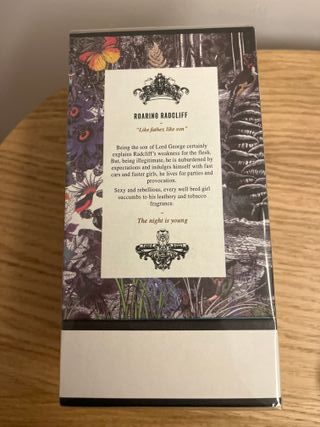 ROARING RADCLIFF
"Like father, like son"
Being the son of Lord George certainly
explains Radcliff's weakness for the flesh.
But, being illegitimate, he is unburdened by
expectations and indulges himself with fast
cars and faster girls, he lives for parties and
provocation.
Sexy and rebellious, every well bred girl
succumbs to his leathery and tobacco
fragrance.
The night is young